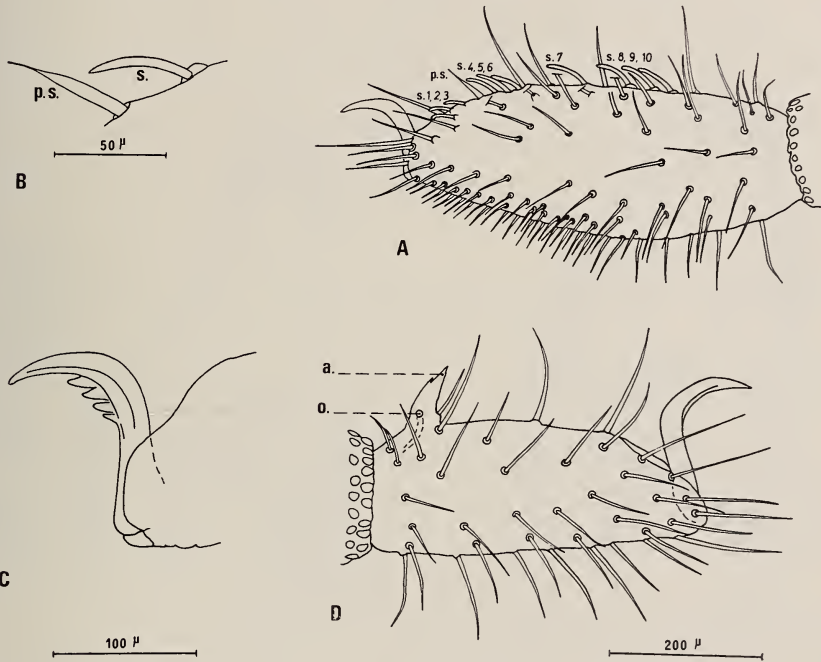 s.
p.s.
50 µ
B
s.1,2,3
p.s.
s.4,5,6
s.7
s.8,9,10
A
C
100 µ
a.
o.
D
200 µ